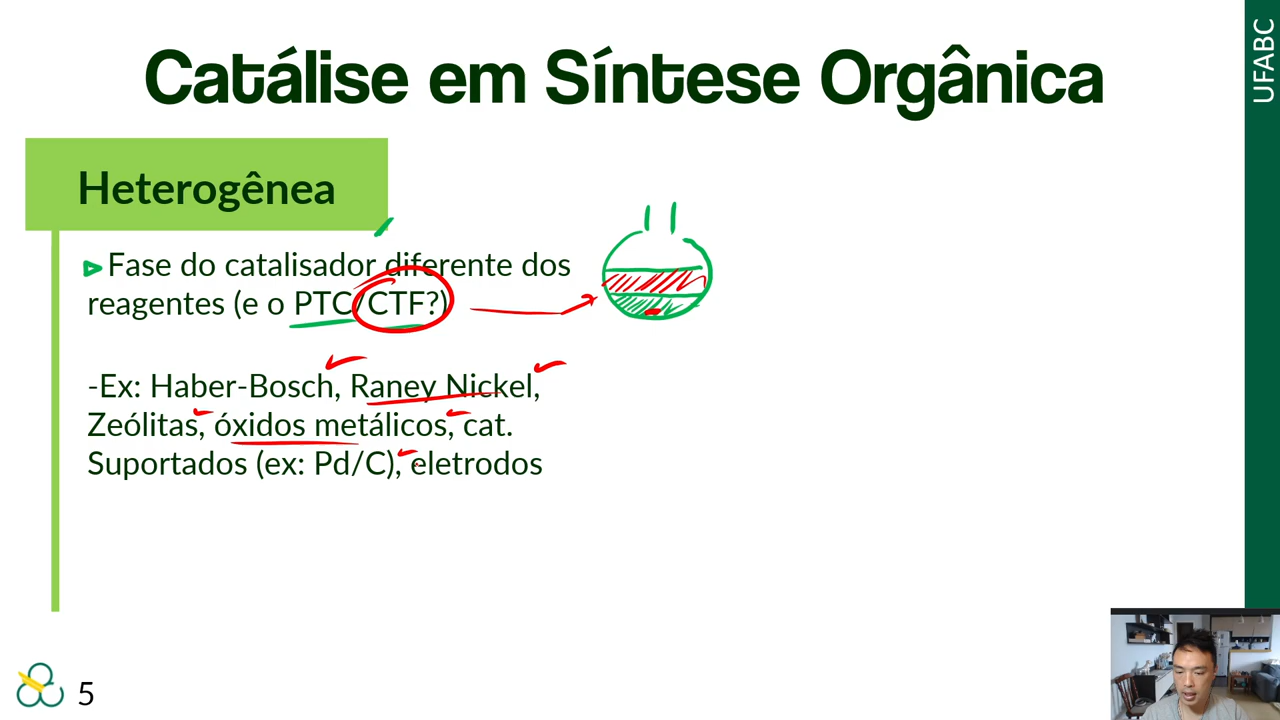 Catálise em Síntese Orgânica
UFABC
Heterogênea
Fase do catalisador diferente dos
reagentes (e o PTC/CTF?)
-Ex: Haber-Bosch, Raney Nickel,
Zeólitas, óxidos metálicos, cat.
Suportados (ex: Pd/C), eletrodos
5